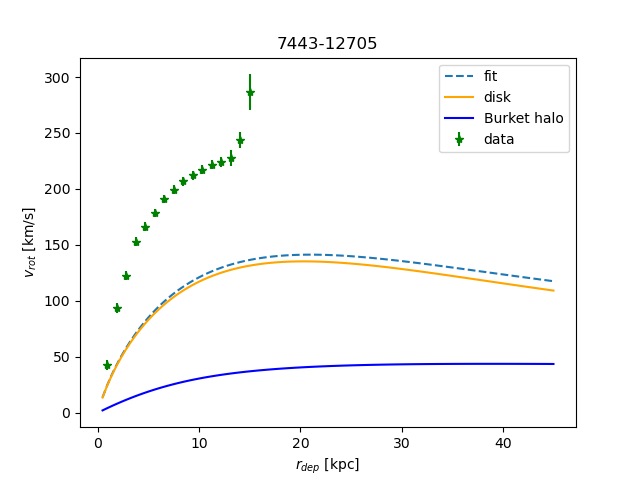 7443-12705
300
250
200
150
100
50
0
v_rot [km/s]
fit
disk
Burket halo
data
0 10 20 30 40
r_dep [kpc]